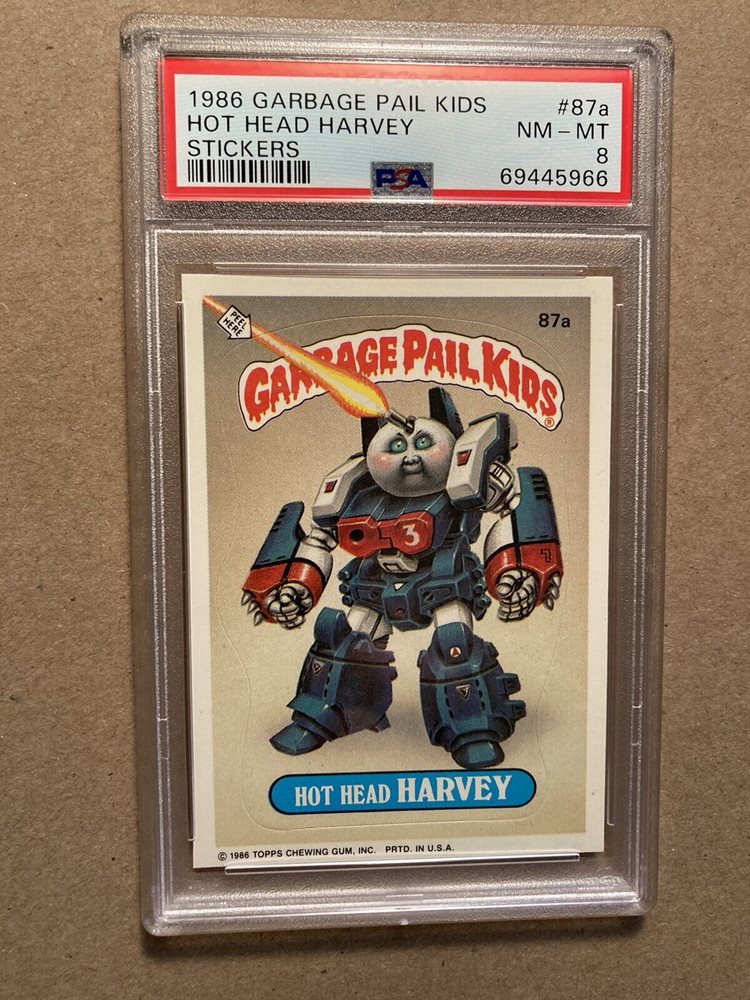 1986 GARBAGE PAIL KIDS #87a
HOT HEAD HARVEY NM - MT
STICKERS 8
PSA 69445966
PEEL
HERE
87a
GARBAGE PAIL KIDS
®
3
7
HOT HEAD HARVEY
© 1986 TOPPS CHEWING GUM, INC. PRTD. IN U.S.A.